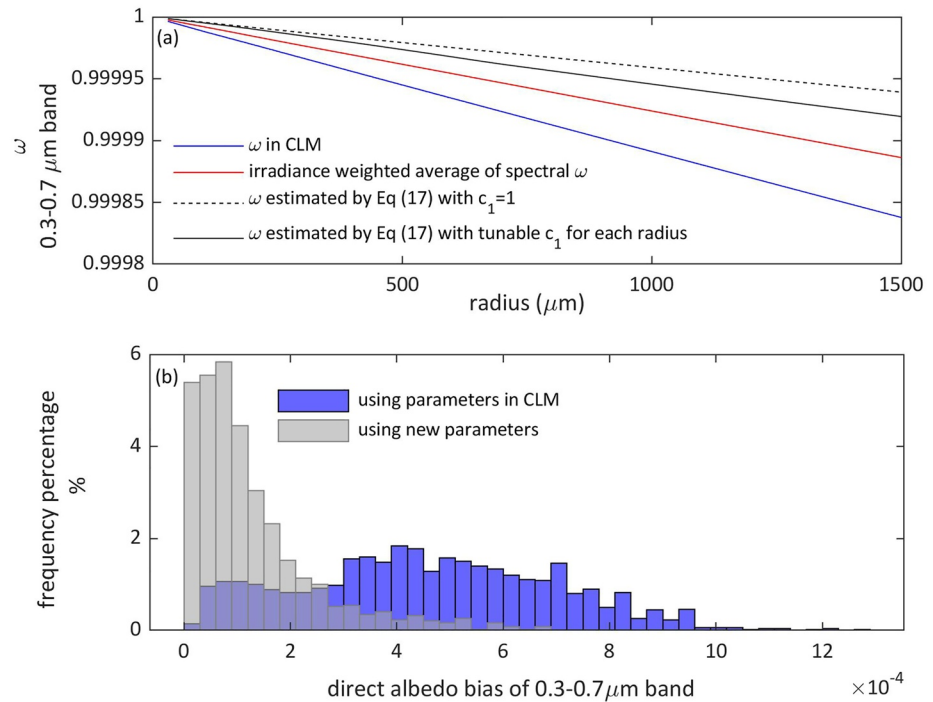 (a)
1
0.99995
0.9999
0.99985
0.9998
ω
0.3-0.7 μm band
ω in CLM
irradiance weighted average of spectral ω
ω estimated by Eq (17) with c₁=1
ω estimated by Eq (17) with tunable c₁ for each radius
0 500 1000 1500
radius (μm)
(b)
6
4
2
0
frequency percentage
%
using parameters in CLM
using new parameters
0 2 4 6 8 10 12
×10⁻⁴
direct albedo bias of 0.3-0.7μm band